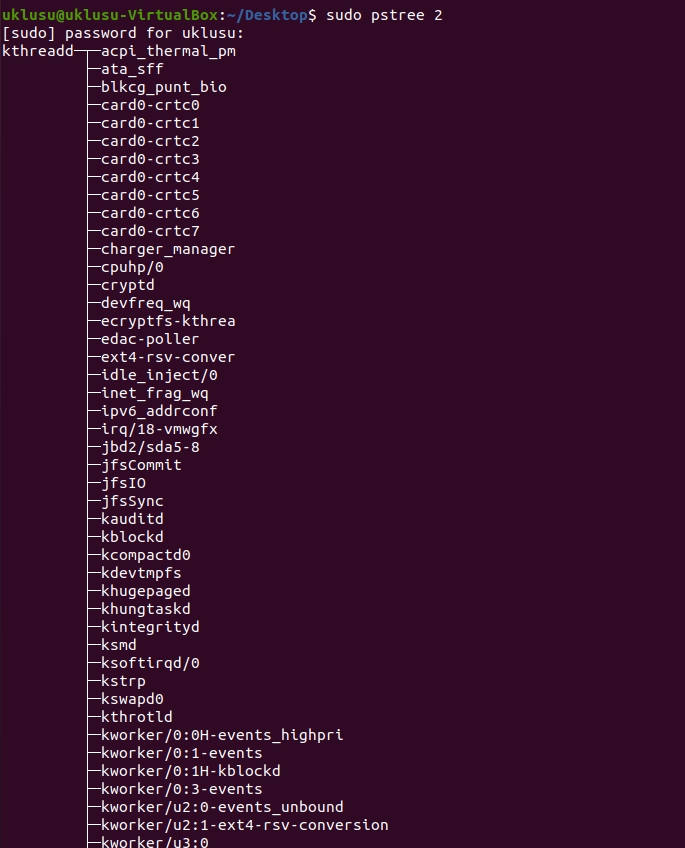 uklusu@uklusu-VirtualBox:~/Desktop$ sudo pstree 2
[sudo] password for uklusu:
kthreadd─┬─acpi_thermal_pm
├─ata_sff
├─blkcg_punt_bio
├─card0-crtc0
├─card0-crtc1
├─card0-crtc2
├─card0-crtc3
├─card0-crtc4
├─card0-crtc5
├─card0-crtc6
├─card0-crtc7
├─charger_manager
├─cpuhp/0
├─cryptd
├─devfreq_wq
├─ecryptfs-kthrea
├─edac-poller
├─ext4-rsv-conver
├─idle_inject/0
├─inet_frag_wq
├─ipv6_addrconf
├─irq/18-vmwgfx
├─jbd2/sda5-8
├─jfsCommit
├─jfsIO
├─jfsSync
├─kauditd
├─kblockd
├─kcompactd0
├─kdevtmpfs
├─khugepaged
├─khungtaskd
├─kintegrityd
├─ksmd
├─ksoftirqd/0
├─kstrp
├─kswapd0
├─kthrotld
├─kworker/0:0H-events_highpri
├─kworker/0:1-events
├─kworker/0:1H-kblockd
├─kworker/0:3-events
├─kworker/u2:0-events_unbound
├─kworker/u2:1-ext4-rsv-conversion
├─kworker/u3:0